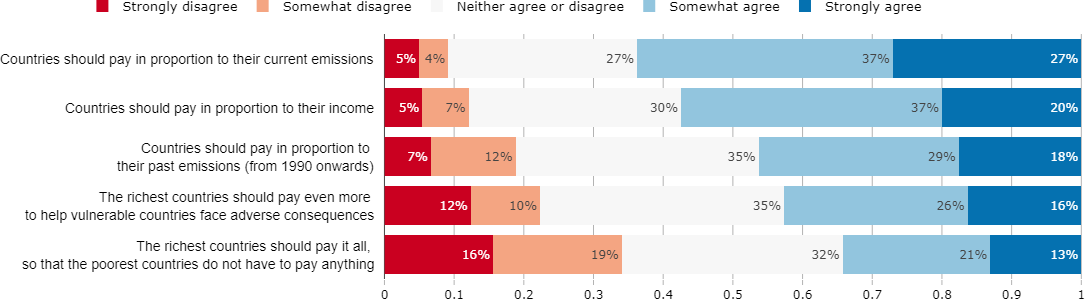 Strongly disagree Somewhat disagree Neither agree or disagree Somewhat agree Strongly agree
Countries should pay in proportion to their current emissions 5% 4% 27% 37% 27%
Countries should pay in proportion to their income 5% 7% 30% 37% 20%
Countries should pay in proportion to
their past emissions (from 1990 onwards) 7% 12% 35% 29% 18%
The richest countries should pay even more
to help vulnerable countries face adverse consequences 12% 10% 35% 26% 16%
The richest countries should pay it all,
so that the poorest countries do not have to pay anything 16% 19% 32% 21% 13%
0 0.1 0.2 0.3 0.4 0.5 0.6 0.7 0.8 0.9 1